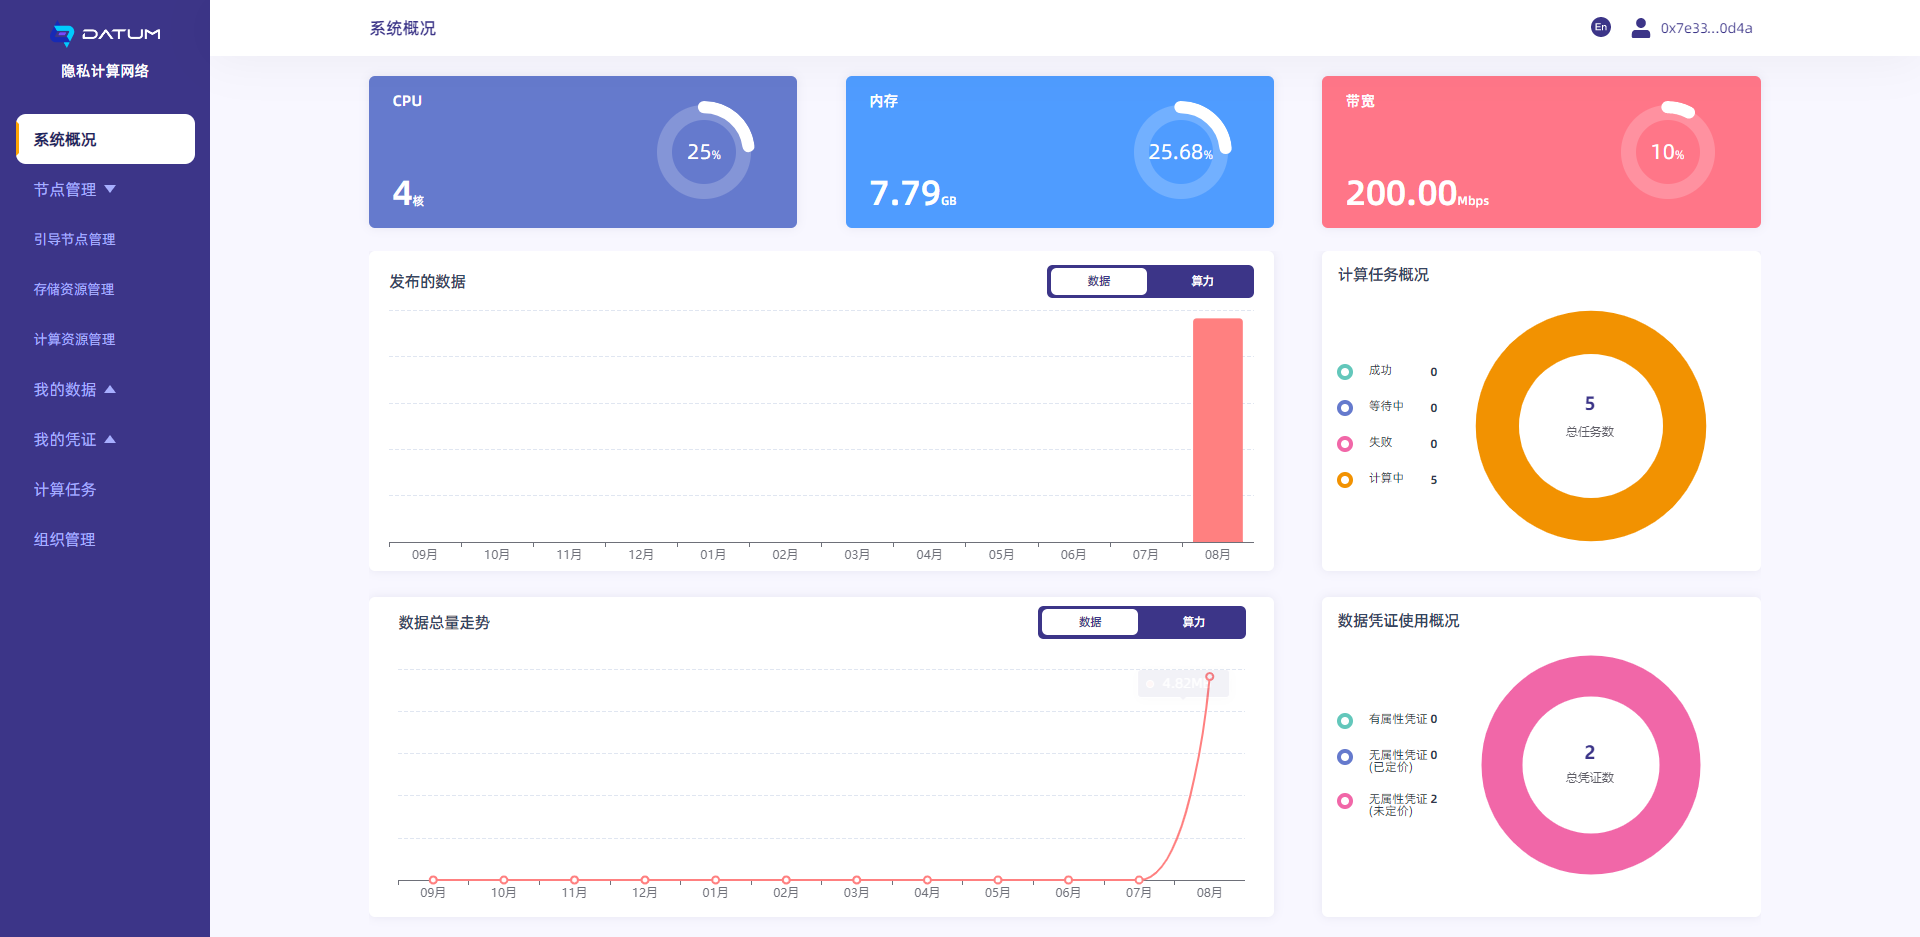 DATUM
隐私计算网络
系统概况
节点管理
引导节点管理
存储资源管理
计算资源管理
我的数据
我的凭证
计算任务
组织管理
系统概况
En
0x7e33...0d4a
CPU
25%
4核
内存
25.68%
7.79GB
带宽
10%
200.00Mbps
发布的数据
数据 算力
09月 10月 11月 12月 01月 02月 03月 04月 05月 06月 07月 08月
计算任务概况
成功 0
等待中 0
失败 0
计算中 5
5
总任务数
数据总量走势
数据 算力
4.82M
09月 10月 11月 12月 01月 02月 03月 04月 05月 06月 07月 08月
数据凭证使用概况
有属性凭证 0
无属性凭证 0
(已定价)
无属性凭证 2
(未定价)
2
总凭证数